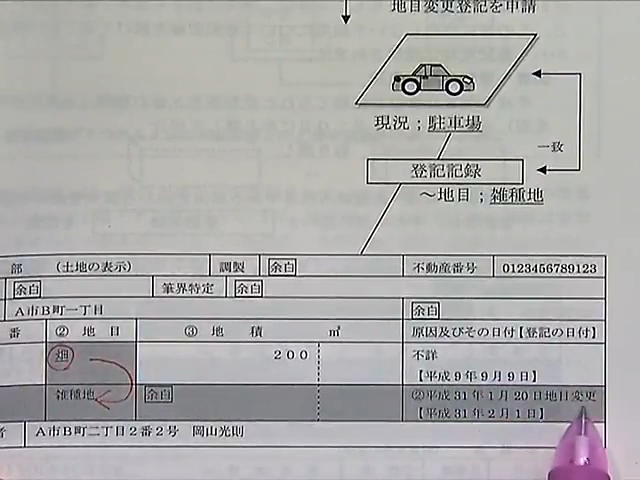 地目変更登記を申請
現況；駐車場
一致
登記記録
～地目；雑種地
部 （土地の表示） 調製 余白 不動産番号 0123456789123
余白 筆界特定 余白
A市B町一丁目 余白
番 ② 地 目 ③ 地 積 ㎡ 原因及びその日付【登記の日付】
畑 200 不詳
【平成9年9月9日】
雑種地 余白 ②平成31年1月20日地目変更
【平成31年2月1日】
者 A市B町二丁目2番2号 岡山光則